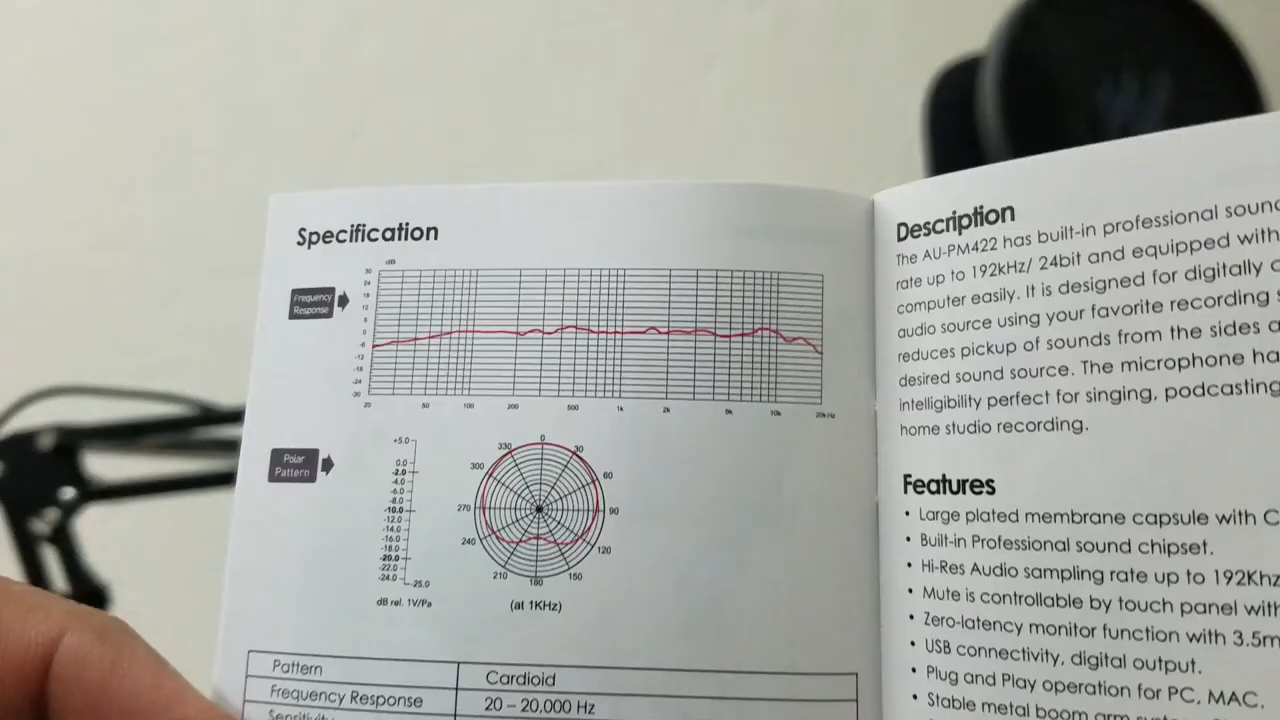 Specification
dB
Frequency
Response
30
24
18
12
6
0
-6
-12
-18
-24
-30
20 50 100 200 500 1k 2k 5k 10k 20k Hz
Polar
Pattern
+5.0
0.0
-2.0
-4.0
-6.0
-8.0
-10.0
-12.0
-14.0
-16.0
-18.0
-20.0
-22.0
-24.0
-25.0
dB rel. 1V/Pa
0
30
60
90
120
150
180
210
240
270
300
330
(at 1KHz)
Pattern Cardioid
Frequency Response 20 – 20,000 Hz
Sensitivity
Description
The AU-PM422 has built-in professional
rate up to 192kHz/ 24bit and equipped with
computer easily. It is designed for digitally
audio source using your favorite recording
reduces pickup of sounds from the sides
desired sound source. The microphone
intelligibility perfect for singing, podcasting
home studio recording.
Features
• Large plated membrane capsule with
• Built-in Professional sound chipset.
• Hi-Res Audio sampling rate up to 192Khz
• Mute is controllable by touch panel with
• Zero-latency monitor function with
• USB connectivity, digital output.
• Plug and Play operation for PC, MAC.
• Stable metal boom arm